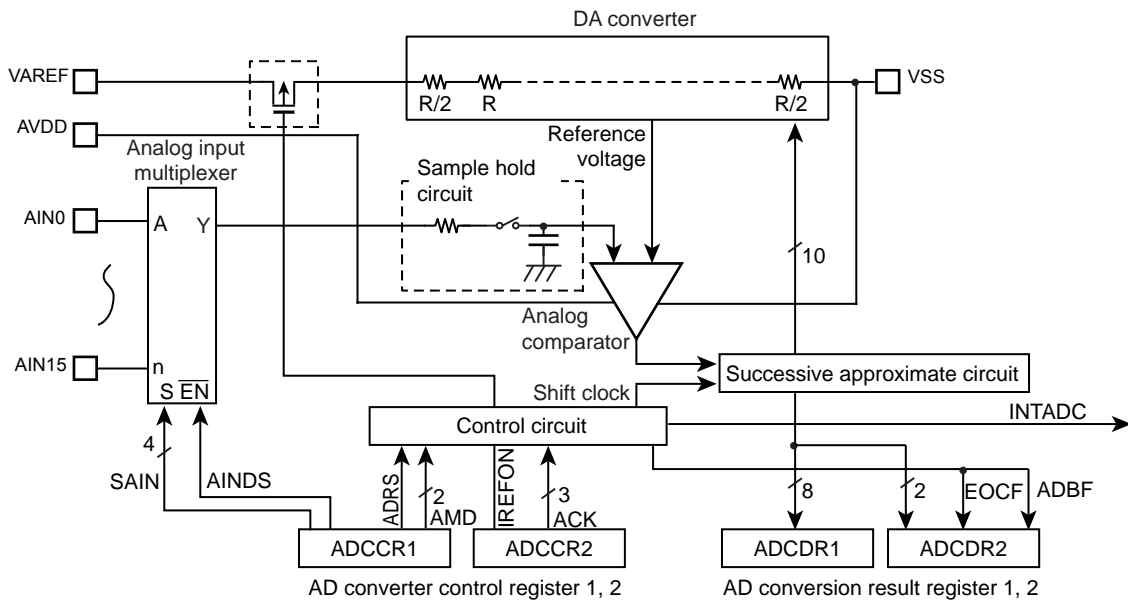 DA converter
VAREF
R/2
R
R/2
VSS
AVDD
Analog input
multiplexer
Reference
voltage
Sample hold
circuit
AIN0
A
Y
10
Analog
comparator
AIN15
n
S
EN
Shift clock
Successive approximate circuit
INTADC
Control circuit
4
SAIN
AINDS
ADRS
2
AMD
IREFON
3
ACK
8
2
EOCF
ADBF
ADCCR1
ADCCR2
ADCDR1
ADCDR2
AD converter control register 1, 2
AD conversion result register 1, 2